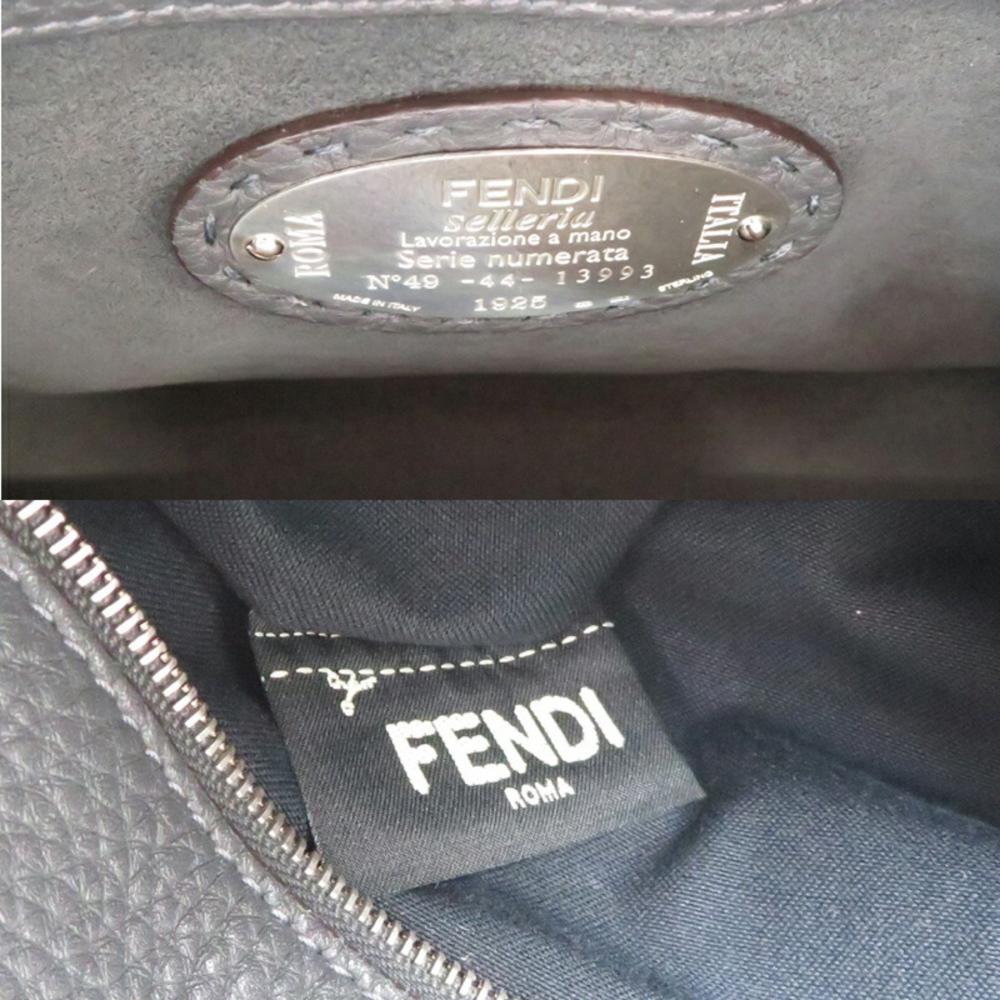 FENDI
selleria
Lavorazione a mano
Serie numerata
N°49 -44- 13993
1925
ROMA
ITALIA
MADE IN ITALY
STERLING
FENDI
ROMA